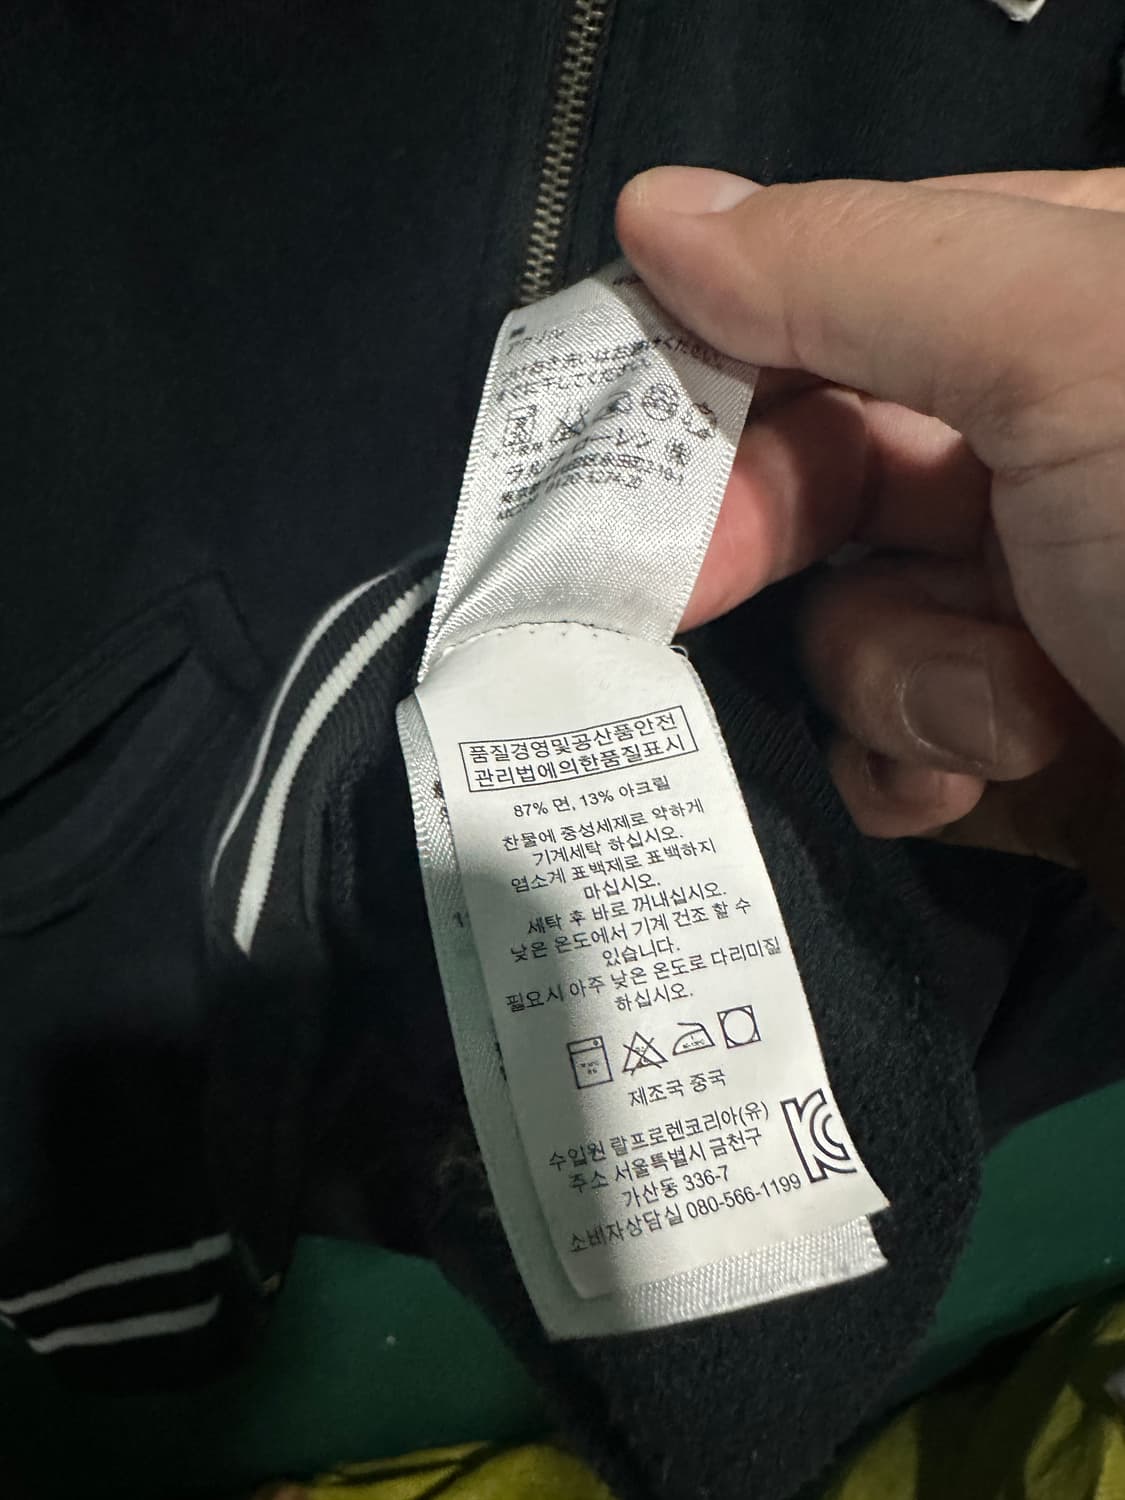 ローレン 株
품질경영및공산품안전
관리법에의한품질표시
87% 면, 13% 아크릴
찬물에 중성세제로 약하게
기계세탁 하십시오.
염소계 표백제로 표백하지
마십시오.
세탁 후 바로 꺼내십시오.
낮은 온도에서 기계 건조 할 수
있습니다.
필요시 아주 낮은 온도로 다리미질
하십시오.
제조국 중국
수입원 랄프로렌코리아(유)
주소 서울특별시 금천구
가산동 336-7
소비자상담실 080-566-1199